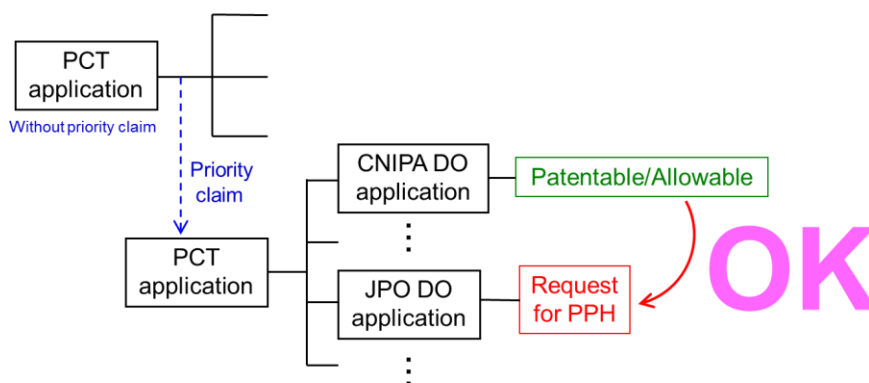 PCT
application
Without priority claim
Priority
claim
PCT
application
CNIPA DO
application
Patentable/Allowable
JPO DO
application
Request
for PPH
OK